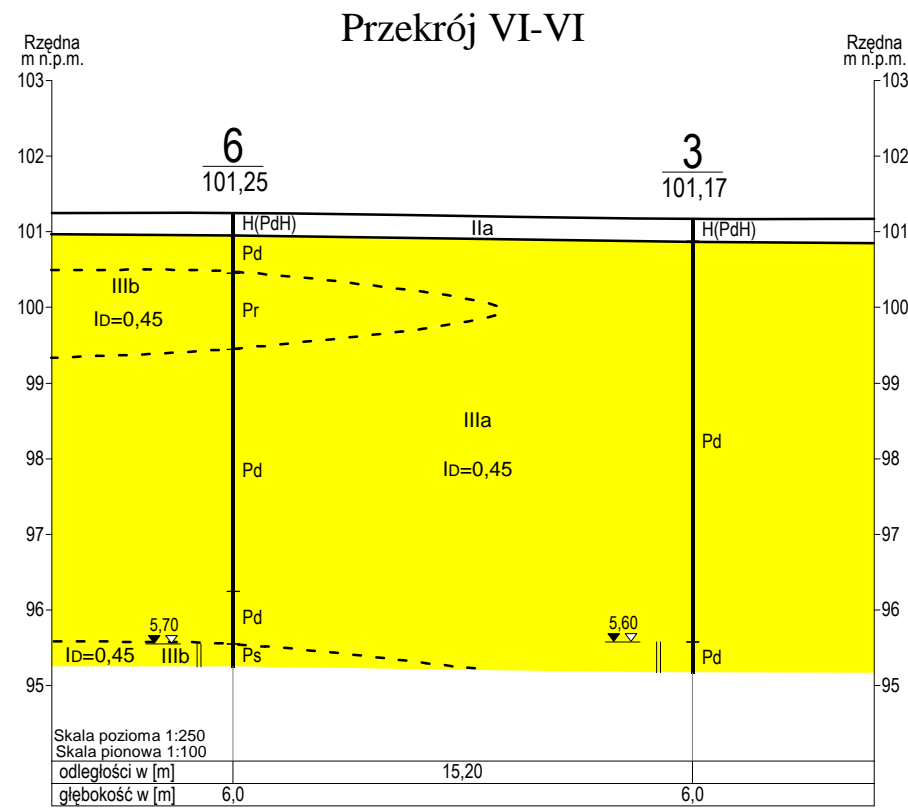 Przekrój VI-VI
Rzędna
m n.p.m.
Rzędna
m n.p.m.
103
103
102
102
6
101,25
3
101,17
101
H(PdH)
IIa
H(PdH)
101
Pd
IIIb
100
Pr
100
ID=0,45
99
99
IIIa
Pd
98
Pd
ID=0,45
98
97
97
96
Pd
96
5,70
5,60
ID=0,45 IIIb
Ps
Pd
95
95
Skala pozioma 1:250
Skala pionowa 1:100
odległości w [m]
15,20
głębokość w [m]
6,0
6,0